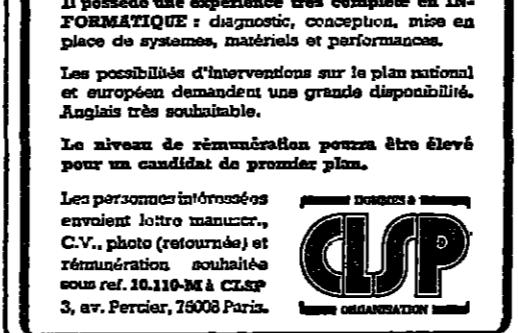 Il possède une expérience très complète en IN-
FORMATIQUE : diagnostic, conception, mise en
place de systemes, matériels et performances.
Les possibilités d'interventions sur le plan national
et européen demandent une grande disponibilité.
Anglais très souhaitable.
Le niveau de rémunération pourra être élevé
pour un candidat de premier plan.
Les personnes intéressées
envoient lettre manuscr.,
C.V., photo (retournée) et
rémunération souhaitée
sous ref. 10.110-M à CLSP
3, av. Percier, 75008 Paris.
HOMMES &
CLSP
ORGANISATION